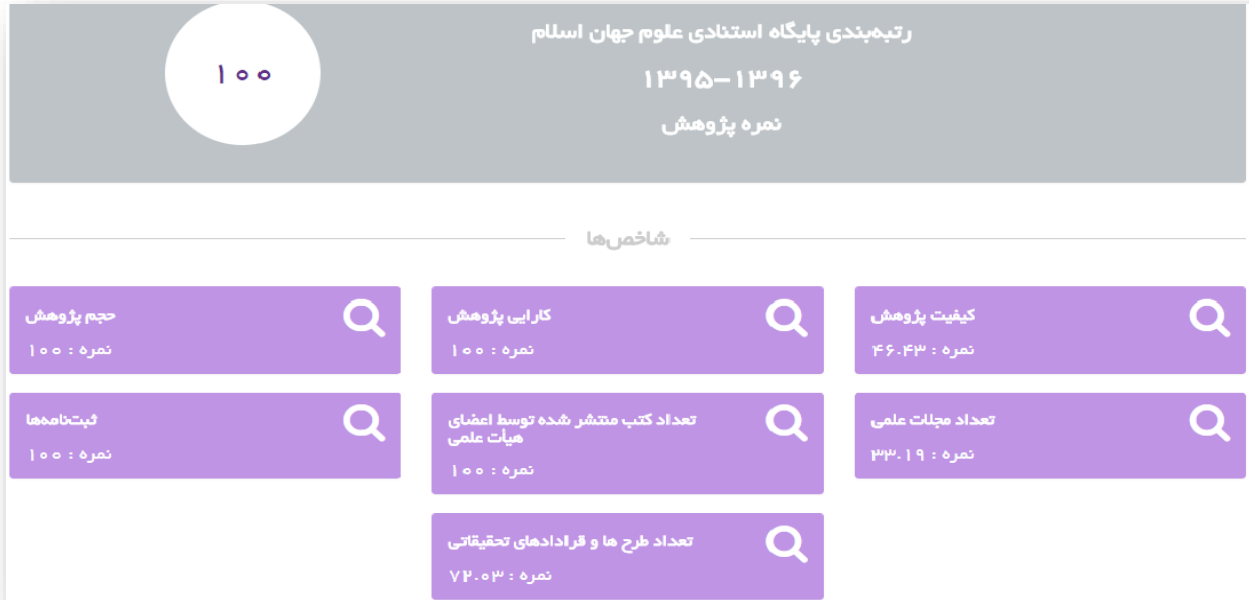 رتبه‌بندی پایگاه استنادی علوم جهان اسلام
۱۳۹۵-۱۳۹۶
نمره پژوهش
۱۰۰
شاخص‌ها
کیفیت پژوهش
نمره : ۴۶.۴۳
کارایی پژوهش
نمره : ۱۰۰
حجم پژوهش
نمره : ۱۰۰
تعداد مجلات علمی
نمره : ۳۳.۱۹
تعداد کتب منتشر شده توسط اعضای
هیأت علمی
نمره : ۱۰۰
ثبت‌نامه‌ها
نمره : ۱۰۰
تعداد طرح ها و قرادادهای تحقیقاتی
نمره : ۷۲.۰۳